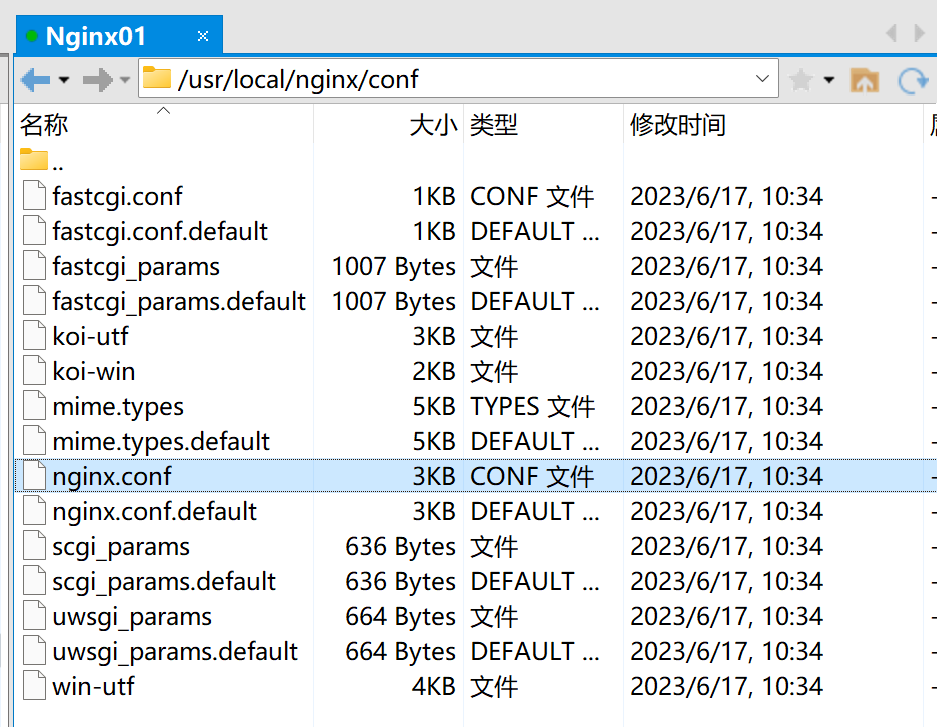 Nginx01
/usr/local/nginx/conf
名称 大小 类型 修改时间
..
fastcgi.conf 1KB CONF 文件 2023/6/17, 10:34 -
fastcgi.conf.default 1KB DEFAULT ... 2023/6/17, 10:34 -
fastcgi_params 1007 Bytes 文件 2023/6/17, 10:34 -
fastcgi_params.default 1007 Bytes DEFAULT ... 2023/6/17, 10:34 -
koi-utf 3KB 文件 2023/6/17, 10:34 -
koi-win 2KB 文件 2023/6/17, 10:34 -
mime.types 5KB TYPES 文件 2023/6/17, 10:34 -
mime.types.default 5KB DEFAULT ... 2023/6/17, 10:34 -
nginx.conf 3KB CONF 文件 2023/6/17, 10:34 -
nginx.conf.default 3KB DEFAULT ... 2023/6/17, 10:34 -
scgi_params 636 Bytes 文件 2023/6/17, 10:34 -
scgi_params.default 636 Bytes DEFAULT ... 2023/6/17, 10:34 -
uwsgi_params 664 Bytes 文件 2023/6/17, 10:34 -
uwsgi_params.default 664 Bytes DEFAULT ... 2023/6/17, 10:34 -
win-utf 4KB 文件 2023/6/17, 10:34 -